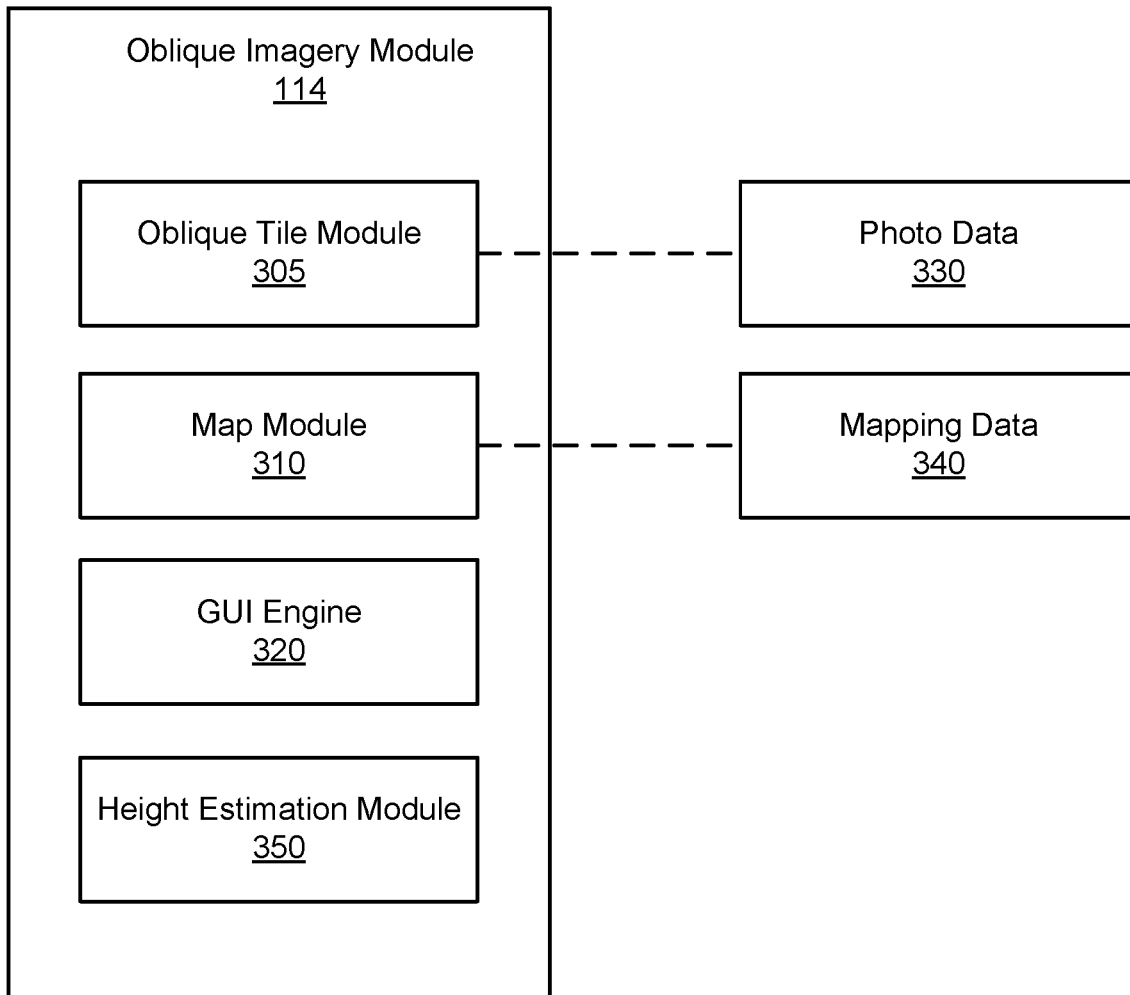 Oblique Imagery Module
114
Oblique Tile Module
305
Photo Data
330
Map Module
310
Mapping Data
340
GUI Engine
320
Height Estimation Module
350